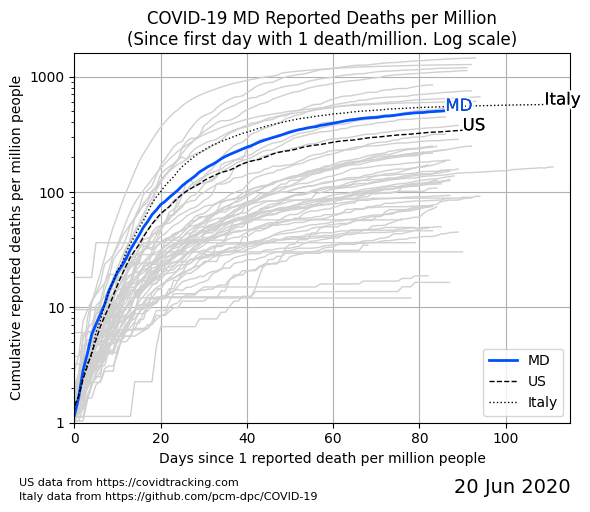 COVID-19 MD Reported Deaths per Million
(Since first day with 1 death/million. Log scale)
Cumulative reported deaths per million people
1000
100
10
1
MD
US
Italy
MD
US
Italy
0
20
40
60
80
100
Days since 1 reported death per million people
US data from https://covidtracking.com
Italy data from https://github.com/pcm-dpc/COVID-19
20 Jun 2020